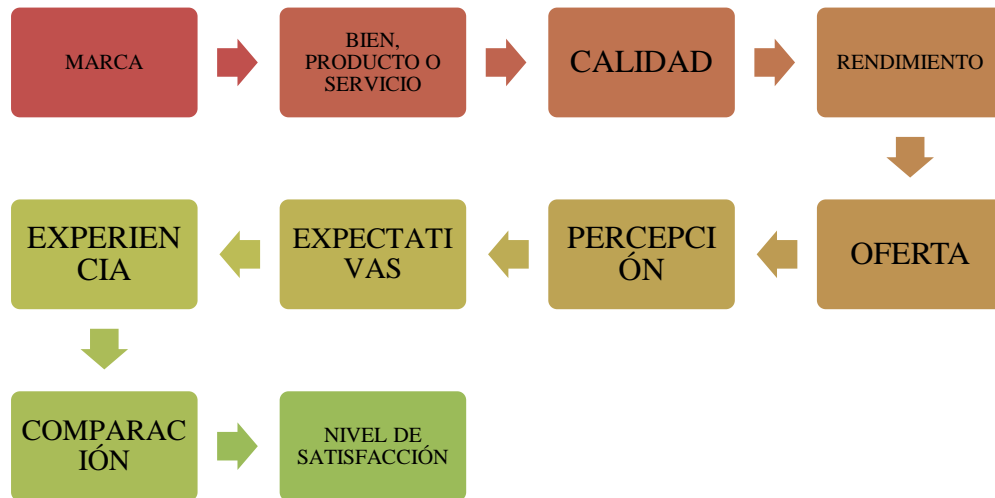 MARCA
BIEN,
PRODUCTO O
SERVICIO
CALIDAD
RENDIMIENTO
OFERTA
PERCEPCI
ÓN
EXPECTATI
VAS
EXPERIEN
CIA
COMPARAC
IÓN
NIVEL DE
SATISFACCIÓN